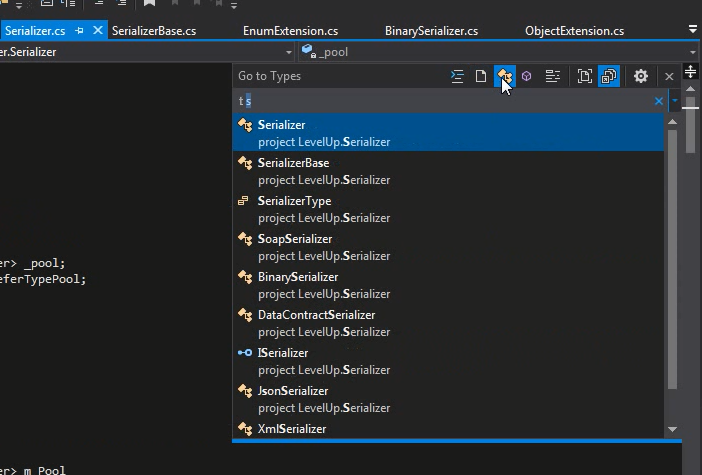 Serializer.cs SerializerBase.cs EnumExtension.cs BinarySerializer.cs ObjectExtension.cs
er.Serializer _pool
Go to Types
t s
Serializer
project LevelUp.Serializer
SerializerBase
project LevelUp.Serializer
SerializerType
project LevelUp.Serializer
SoapSerializer
project LevelUp.Serializer
er> _pool;
BinarySerializer
eferTypePool;
project LevelUp.Serializer
DataContractSerializer
project LevelUp.Serializer
ISerializer
project LevelUp.Serializer
JsonSerializer
project LevelUp.Serializer
XmlSerializer
er> m_Pool